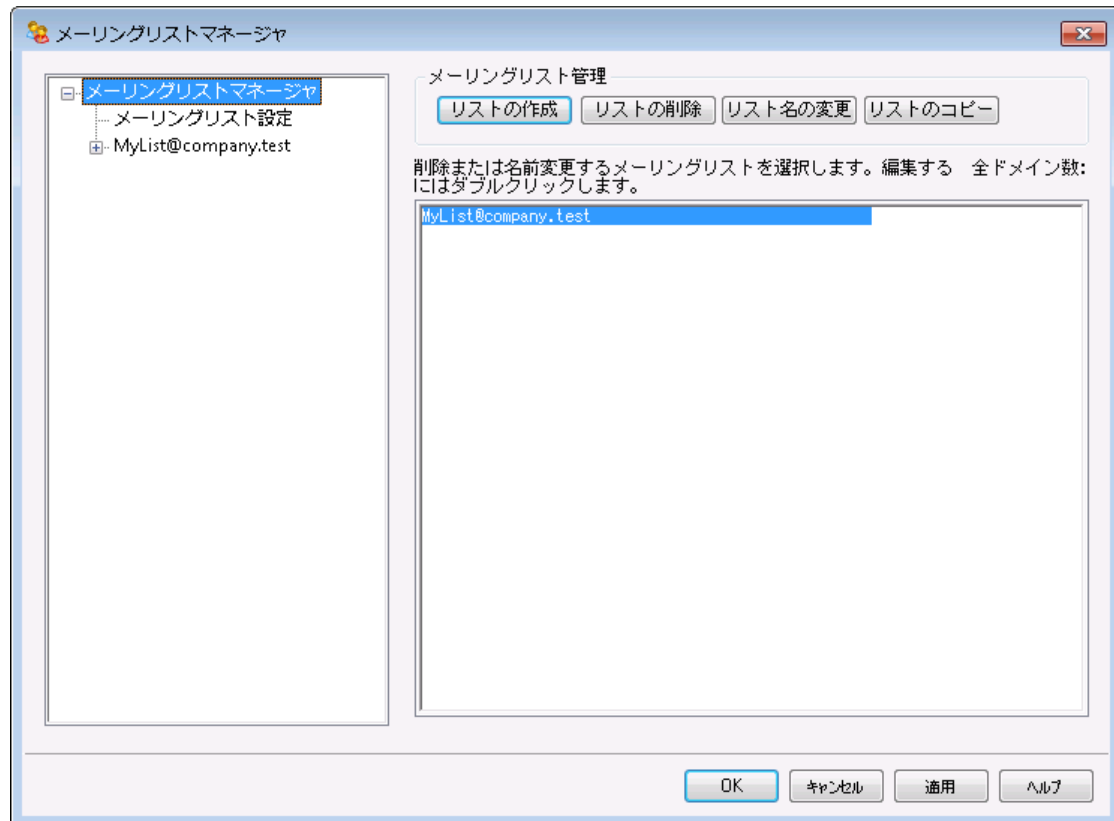 メーリングリストマネージャ
メーリングリストマネージャ
メーリングリスト設定
MyList@company.test
メーリングリスト管理
リストの作成 リストの削除 リスト名の変更 リストのコピー
削除または名前変更するメーリングリストを選択します。編集する 全ドメイン数:
にはダブルクリックします。
MyList@company.test
OK キャンセル 適用 ヘルプ